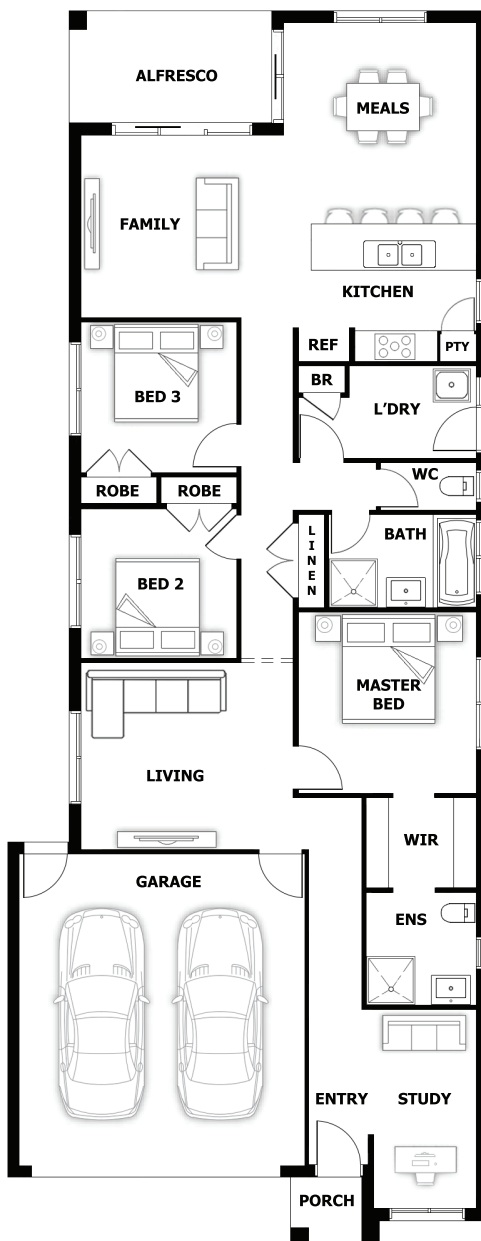 ALFRESCO
MEALS
FAMILY
KITCHEN
REF
PTY
BR
BED 3
L'DRY
WC
ROBE
ROBE
LINEN
BATH
BED 2
MASTER
BED
LIVING
WIR
GARAGE
ENS
ENTRY
STUDY
PORCH